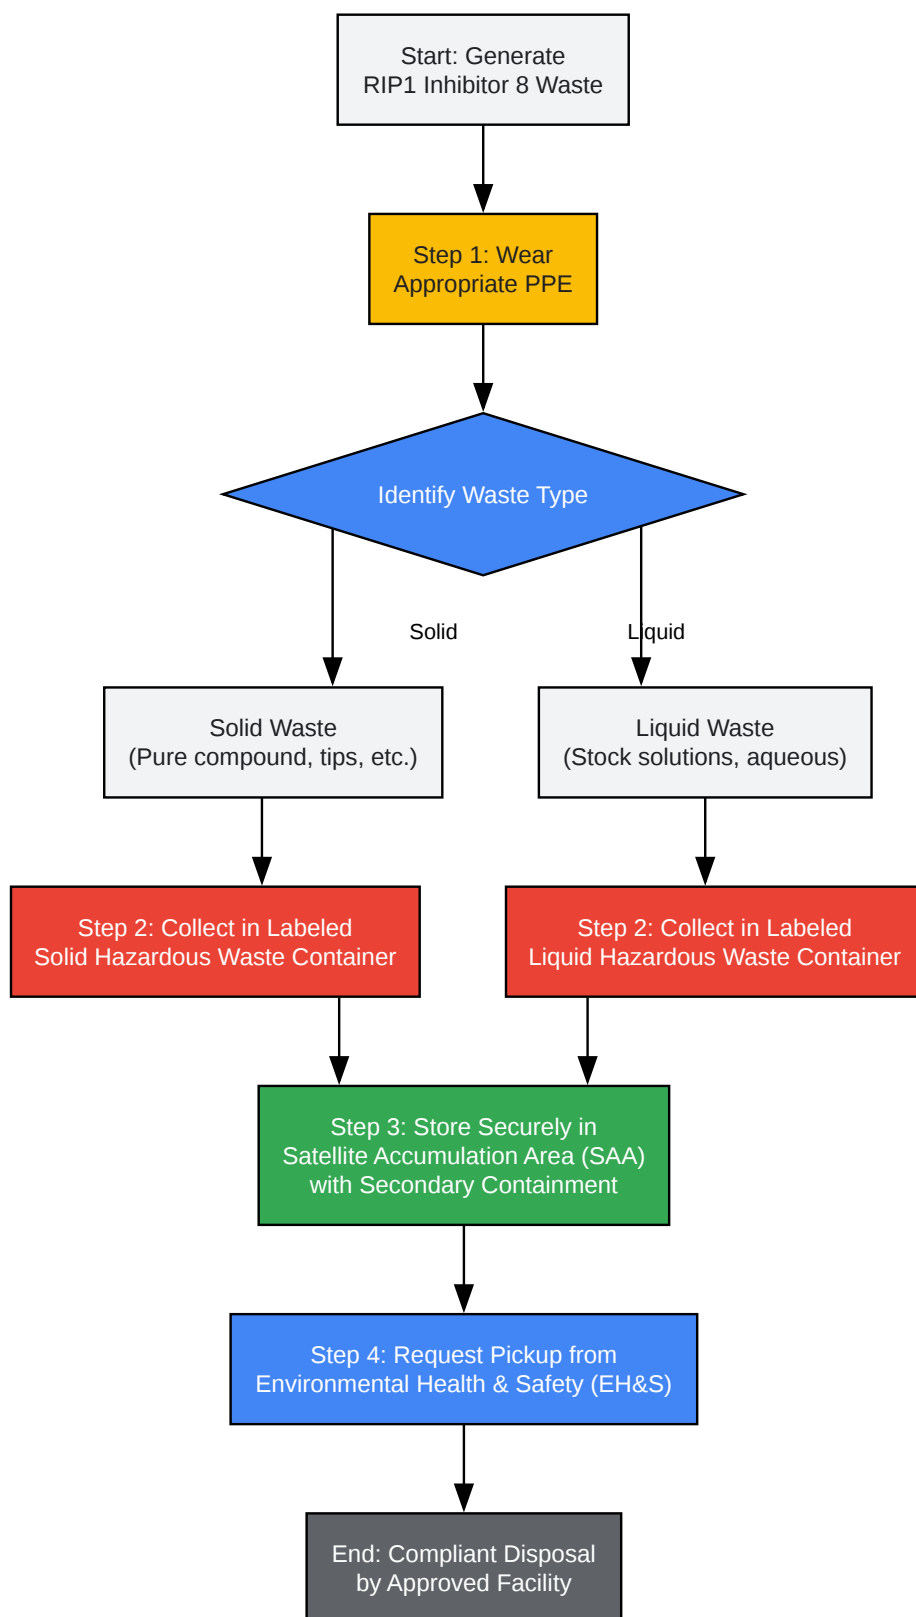 Start: Generate
RIP1 Inhibitor 8 Waste
Step 1: Wear
Appropriate PPE
Identify Waste Type
Solid
Liquid
Solid Waste
(Pure compound, tips, etc.)
Liquid Waste
(Stock solutions, aqueous)
Step 2: Collect in Labeled
Solid Hazardous Waste Container
Step 2: Collect in Labeled
Liquid Hazardous Waste Container
Step 3: Store Securely in
Satellite Accumulation Area (SAA)
with Secondary Containment
Step 4: Request Pickup from
Environmental Health & Safety (EH&S)
End: Compliant Disposal
by Approved Facility